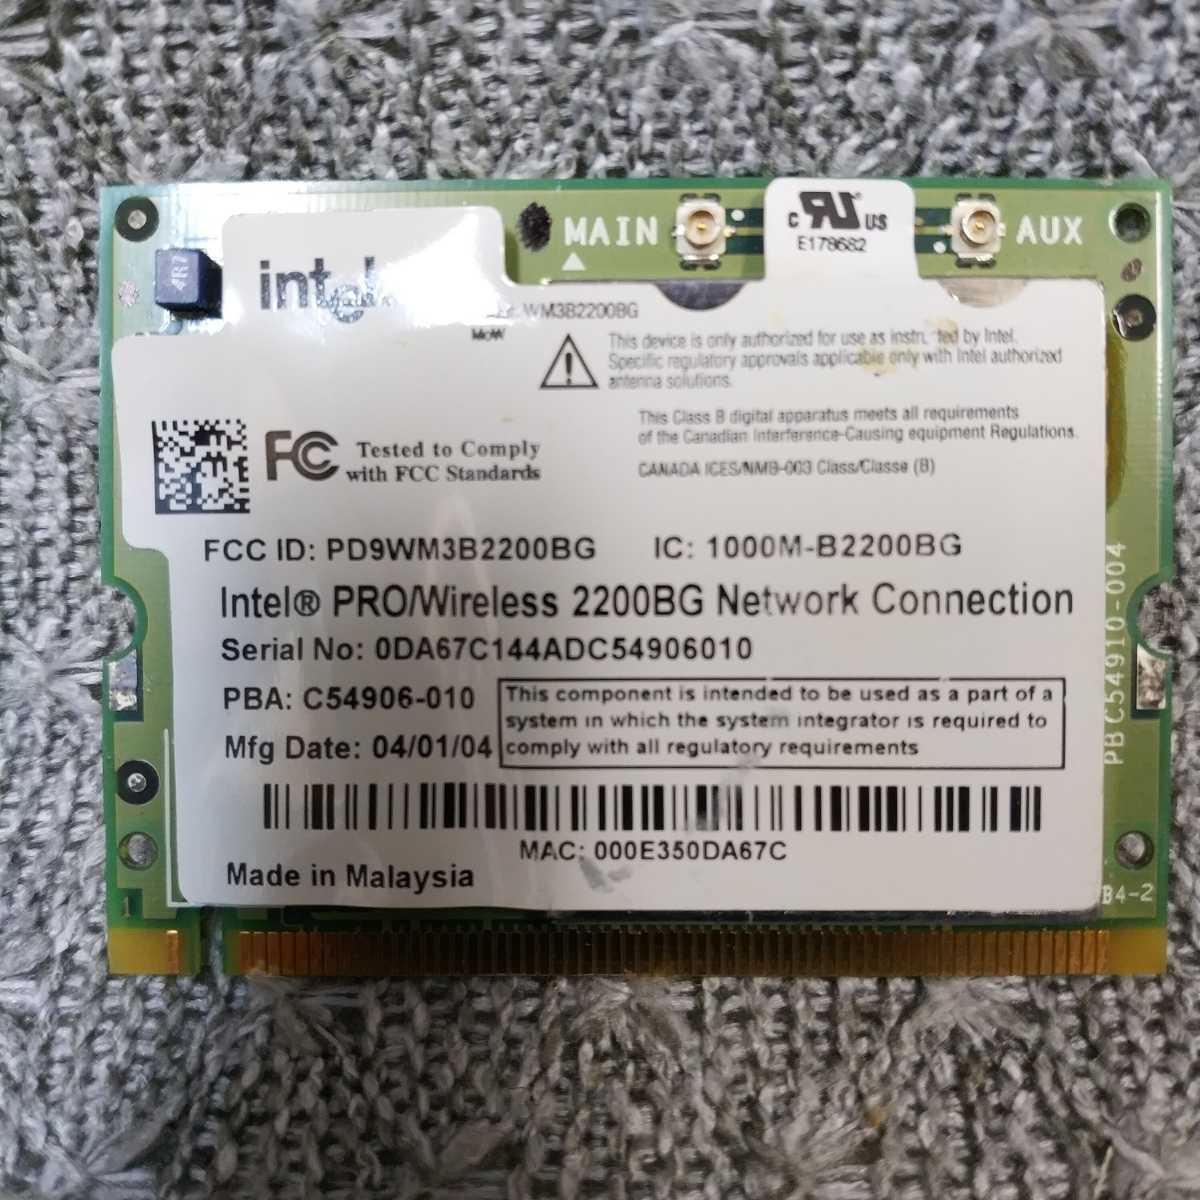 MAIN
AUX
C UL US
E178682
4R7
intel
WM3B2200BG
MoW
This device is only authorized for use as by Intel.
Specific regulatory approvals applicable only with Intel authorized
antenna solutions.
This Class B digital apparatus meets all requirements
of the Canadian Interference-Causing equipment Regulations.
CANADA ICES/NMB-003 Class/Classe (B)
FC Tested to Comply
with FCC Standards
FCC ID: PD9WM3B2200BG IC: 1000M-B2200BG
Intel® PRO/Wireless 2200BG Network Connection
Serial No: 0DA67C144ADC54906010
PBA: C54906-010
Mfg Date: 04/01/04
This component is intended to be used as a part of a
system in which the system integrator is required to
comply with all regulatory requirements
MAC: 000E350DA67C
Made in Malaysia
PBC54910-004
B4-2
1